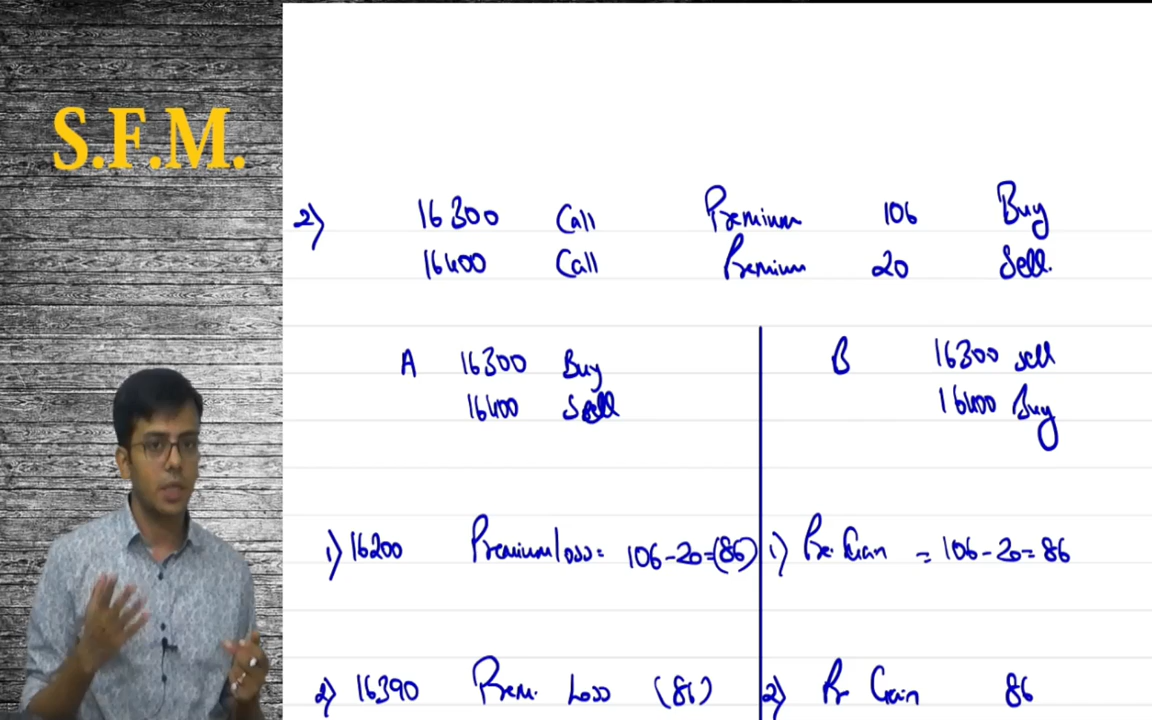 S.F.M.
2) 16300 Call Premium 106 Buy
16400 Call Premium 20 Sell.
A 16300 Buy
16400 Sell
B 16300 sell
16400 Buy
1) 16200 Premium loss = 106-20=(86)
1) Pre. Gain = 106-20=86
2) 16390 Prem. Loss (86)
2) Pr Gain 86